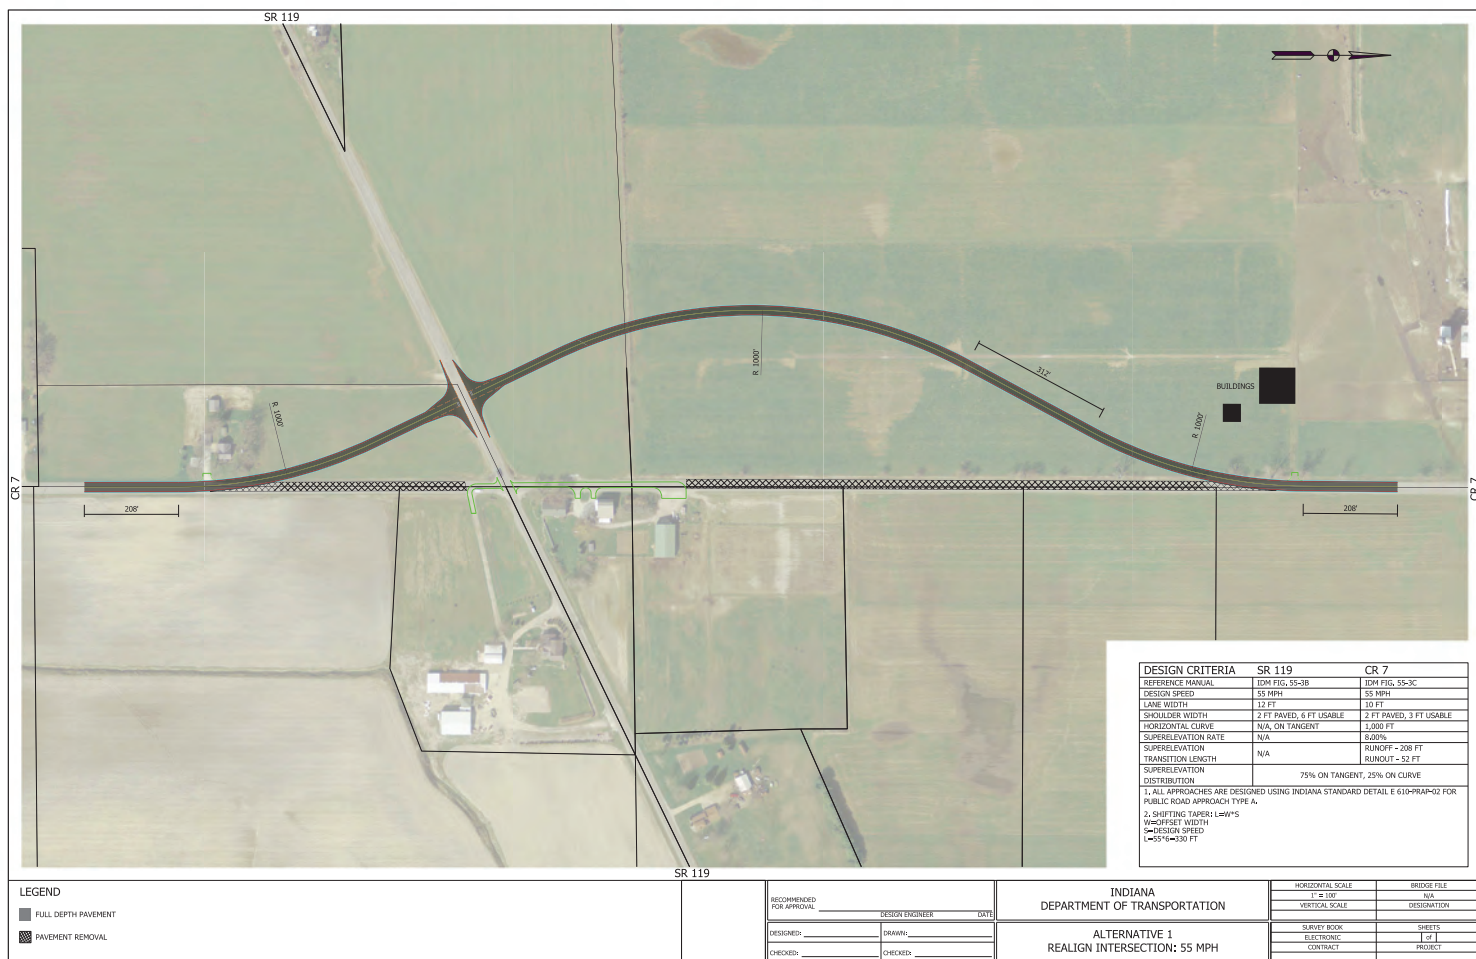 SR 119
BUILDINGS
R 1000'
312'
R 1000'
R 1000'
CR 7
CR 7
208'
208'
DESIGN CRITERIA SR 119 CR 7
REFERENCE MANUAL IDM FIG. 55-3B IDM FIG. 55-3C
DESIGN SPEED 55 MPH 55 MPH
LANE WIDTH 12 FT 10 FT
SHOULDER WIDTH 2 FT PAVED, 6 FT USABLE 2 FT PAVED, 3 FT USABLE
HORIZONTAL CURVE N/A, ON TANGENT 1,000 FT
SUPERELEVATION RATE N/A 8.00%
SUPERELEVATION
TRANSITION LENGTH
N/A
RUNOFF - 208 FT
RUNOUT - 52 FT
SUPERELEVATION
DISTRIBUTION
75% ON TANGENT, 25% ON CURVE
1. ALL APPROACHES ARE DESIGNED USING INDIANA STANDARD DETAIL E 610-PRAP-02 FOR
PUBLIC ROAD APPROACH TYPE A.
2. SHIFTING TAPER: L=W*S
W=OFFSET WIDTH
S=DESIGN SPEED
L=55*6=330 FT
SR 119
LEGEND
FULL DEPTH PAVEMENT
PAVEMENT REMOVAL
RECOMMENDED
FOR APPROVAL
DESIGN ENGINEER DATE
DESIGNED: DRAWN:
CHECKED: CHECKED:
INDIANA
DEPARTMENT OF TRANSPORTATION
ALTERNATIVE 1
REALIGN INTERSECTION: 55 MPH
HORIZONTAL SCALE BRIDGE FILE
1" = 100' N/A
VERTICAL SCALE DESIGNATION
SURVEY BOOK SHEETS
ELECTRONIC of
CONTRACT PROJECT